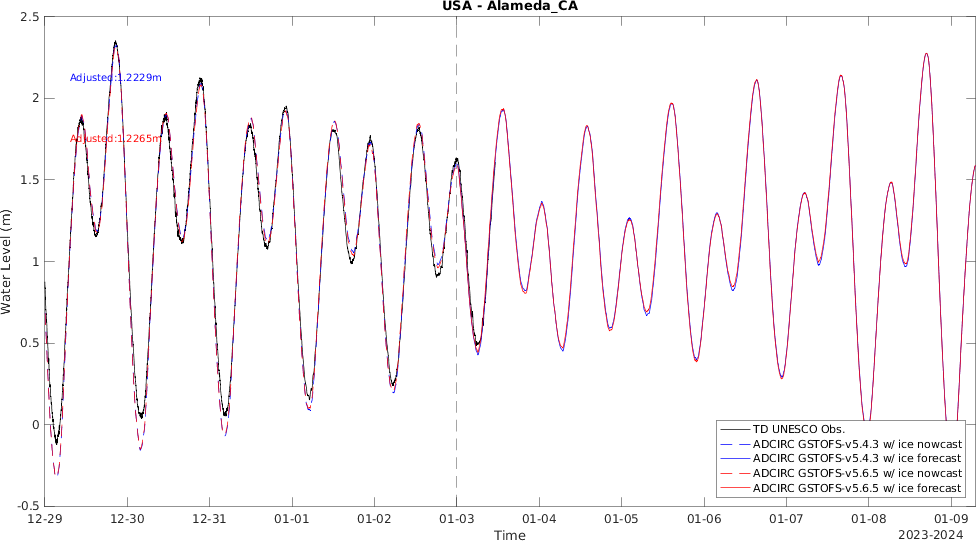 USA - Alameda_CA
2.5
2
1.5
1
0.5
0
-0.5
Water Level (m)
Adjusted:1.2229m
Adjusted:1.2265m
TD UNESCO Obs.
ADCIRC GSTOFS-v5.4.3 w/ ice nowcast
ADCIRC GSTOFS-v5.4.3 w/ ice forecast
ADCIRC GSTOFS-v5.6.5 w/ ice nowcast
ADCIRC GSTOFS-v5.6.5 w/ ice forecast
12-29 12-30 12-31 01-01 01-02 01-03 01-04 01-05 01-06 01-07 01-08 01-09
Time
2023-2024